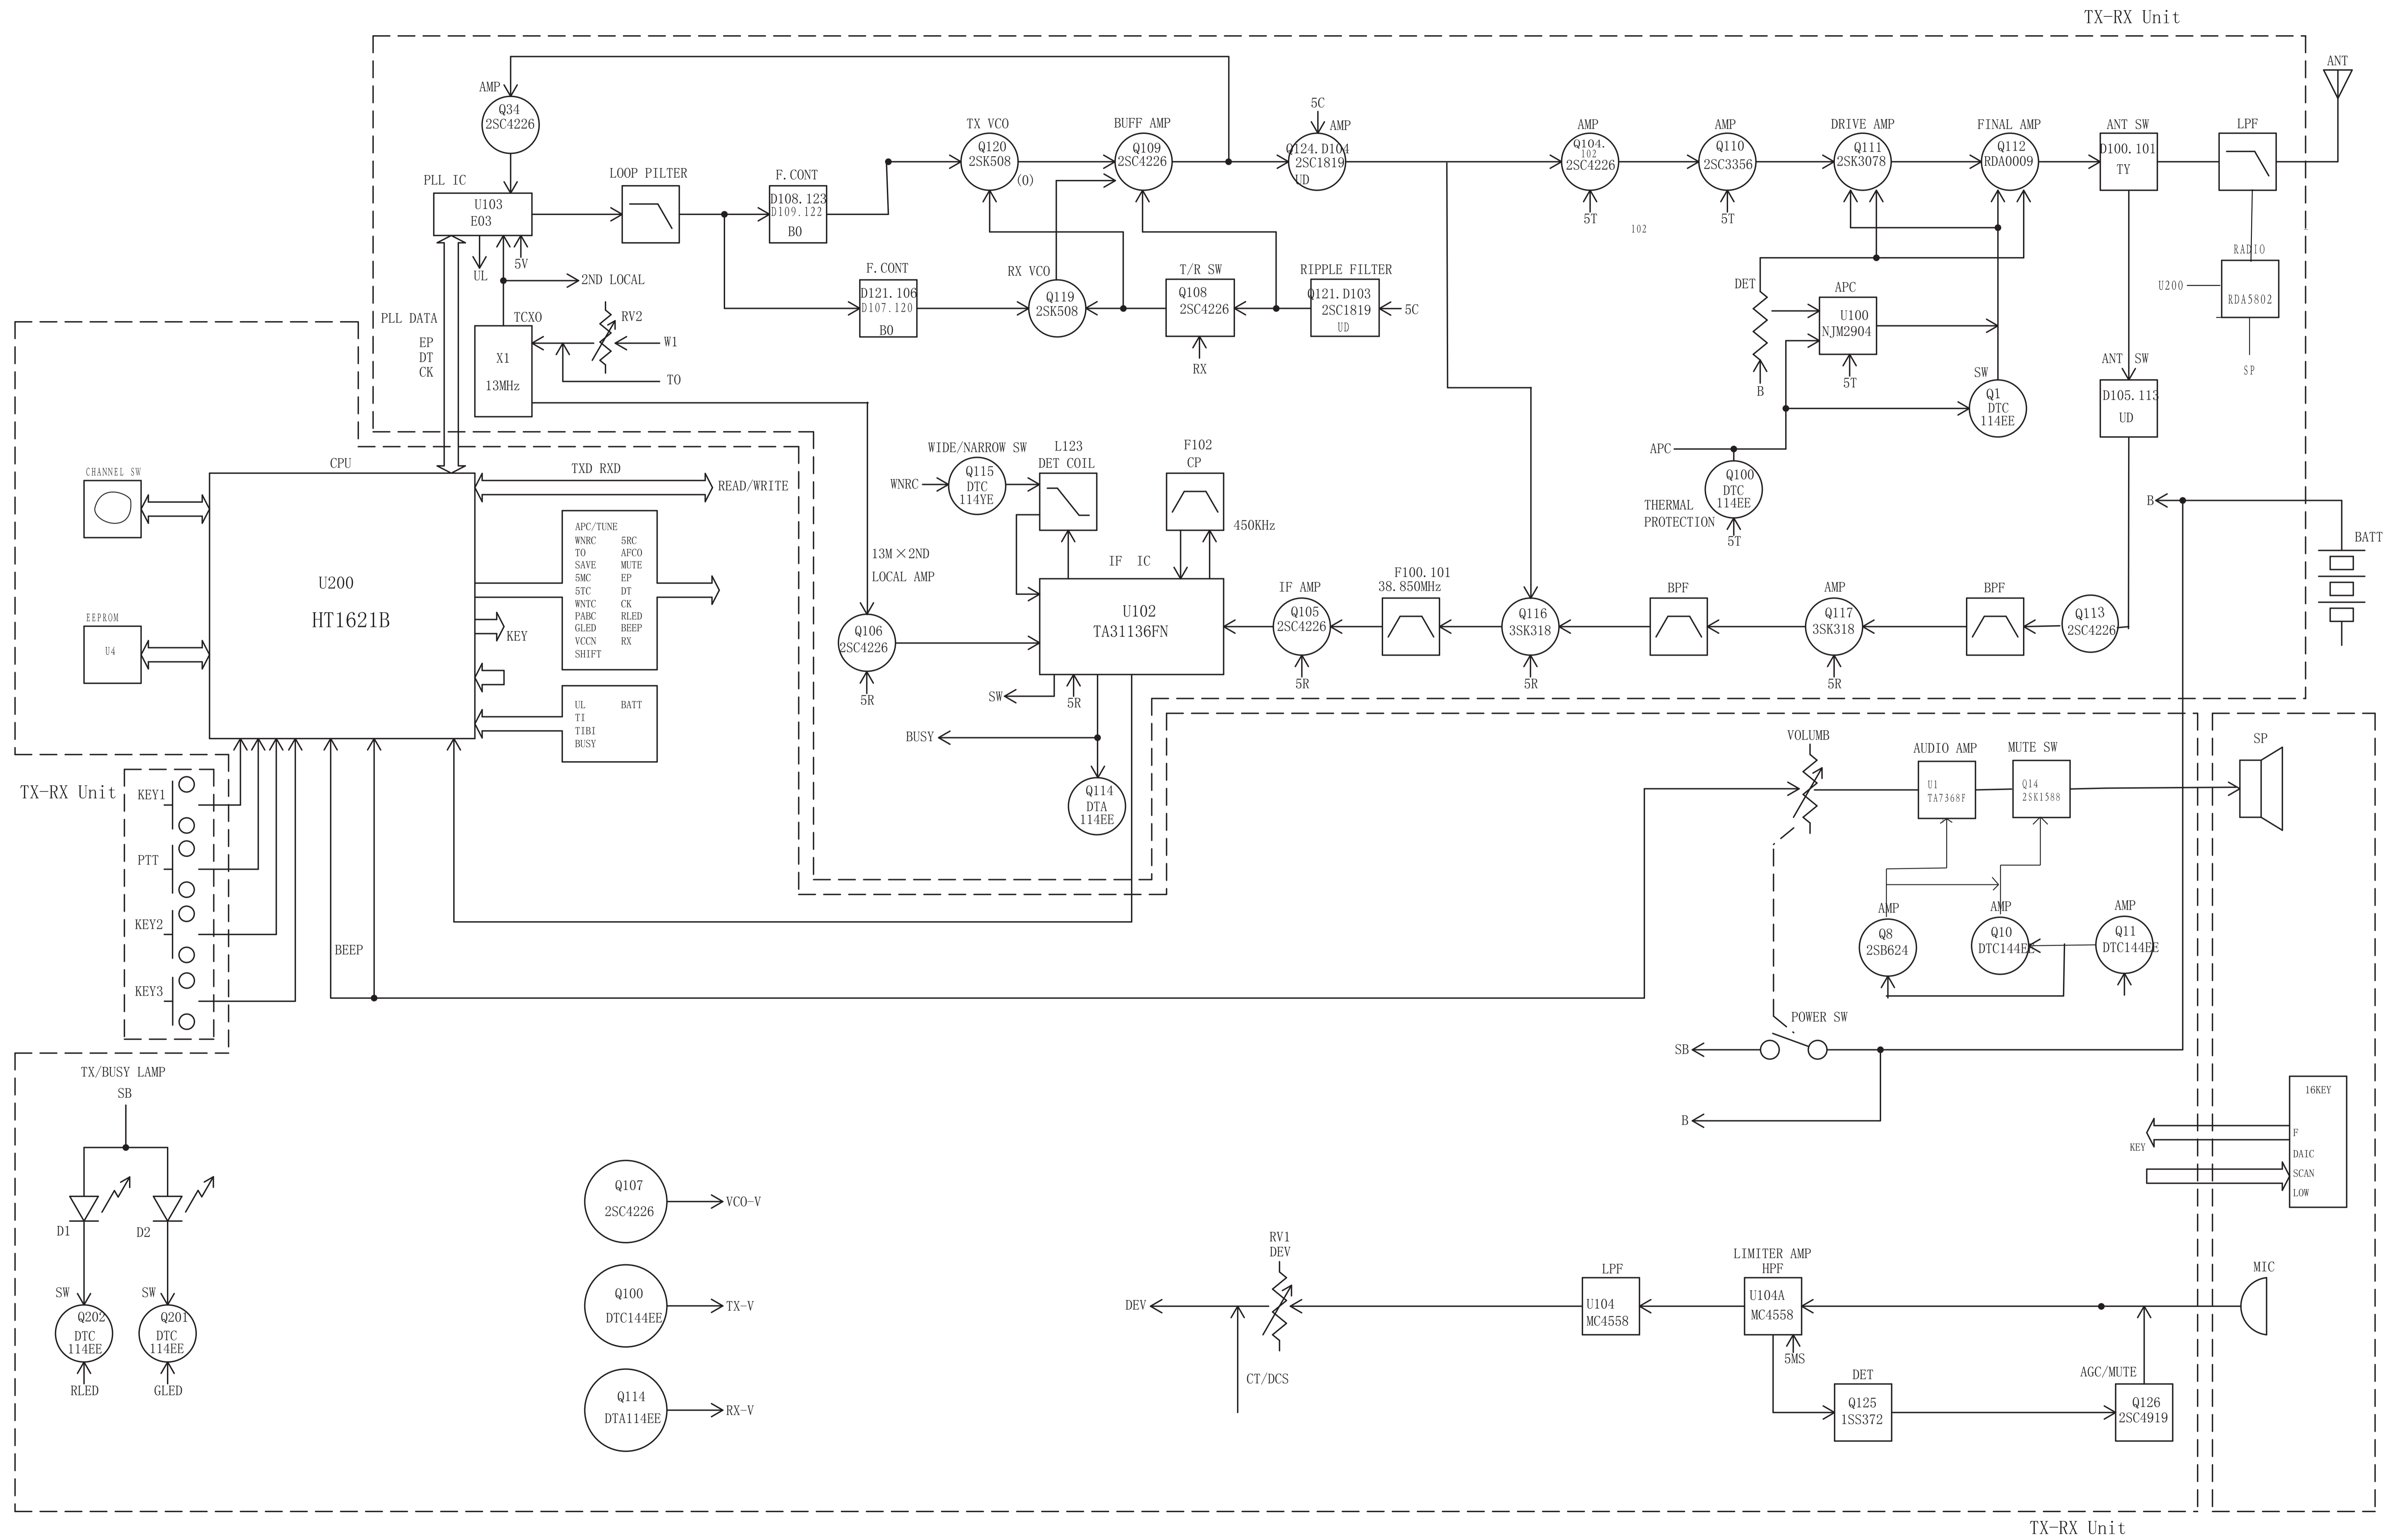 TX-RX Unit
ANT
AMP
Q34
2SC4226
5C
AMP
Q124.D104
2SC1819
UD
TX VCO
Q120
2SK508
(O)
BUFF AMP
Q109
2SC4226
AMP
Q104.
102
2SC4226
5T
AMP
Q110
2SC3356
5T
102
DRIVE AMP
Q111
2SK3078
FINAL AMP
Q112
RDA0009
ANT SW
D100.101
TY
LPF
PLL IC
U103
E03
UL
5V
LOOP PILTER
F.CONT
D108.123
D109.122
BO
F.CONT
D121.106
D107.120
BO
RX VCO
Q119
2SK508
T/R SW
Q108
2SC4226
RX
RIPPLE FILTER
Q121.D103
2SC1819
UD
5C
2ND LOCAL
PLL DATA
EP
DT
CK
TCXO
X1
13MHz
RV2
W1
TO
DET
B
APC
U100
NJM2904
5T
SW
Q1
DTC
114EE
APC
Q100
DTC
114EE
THERMAL
PROTECTION
5T
RADIO
U200
RDA5802
SP
ANT SW
D105.113
UD
B
BATT
CHANNEL SW
EEPROM
U4
CPU
U200
HT1621B
TXD RXD
READ/WRITE
APC/TUNE
WNRC 5RC
TO AFCO
SAVE MUTE
5MC EP
5TC DT
WNTC CK
PABC RLED
GLED BEEP
VCCN RX
SHIFT
KEY
UL BATT
TI
TIBI
BUSY
WIDE/NARROW SW
WNRC
Q115
DTC
114YE
L123
DET COIL
F102
CP
450KHz
13M×2ND
LOCAL AMP
Q106
2SC4226
5R
IF IC
U102
TA31136FN
SW
5R
BUSY
Q114
DTA
114EE
IF AMP
Q105
2SC4226
5R
F100.101
38.850MHz
Q116
3SK318
5R
BPF
AMP
Q117
3SK318
5R
BPF
Q113
2SC4226
TX-RX Unit
KEY1
PTT
KEY2
KEY3
BEEP
VOLUMB
AUDIO AMP
U1
TA7368F
MUTE SW
Q14
2SK1588
SP
AMP
Q8
2SB624
AMP
Q10
DTC144EE
AMP
Q11
DTC144EE
POWER SW
SB
B
16KEY
F
DAIC
SCAN
LOW
KEY
TX/BUSY LAMP
SB
D1
D2
SW
Q202
DTC
114EE
RLED
SW
Q201
DTC
114EE
GLED
Q107
2SC4226
VCO-V
Q100
DTC144EE
TX-V
Q114
DTA114EE
RX-V
DEV
RV1
DEV
CT/DCS
LPF
U104
MC4558
LIMITER AMP
HPF
U104A
MC4558
5MS
DET
Q125
1SS372
AGC/MUTE
Q126
2SC4919
MIC
TX-RX Unit